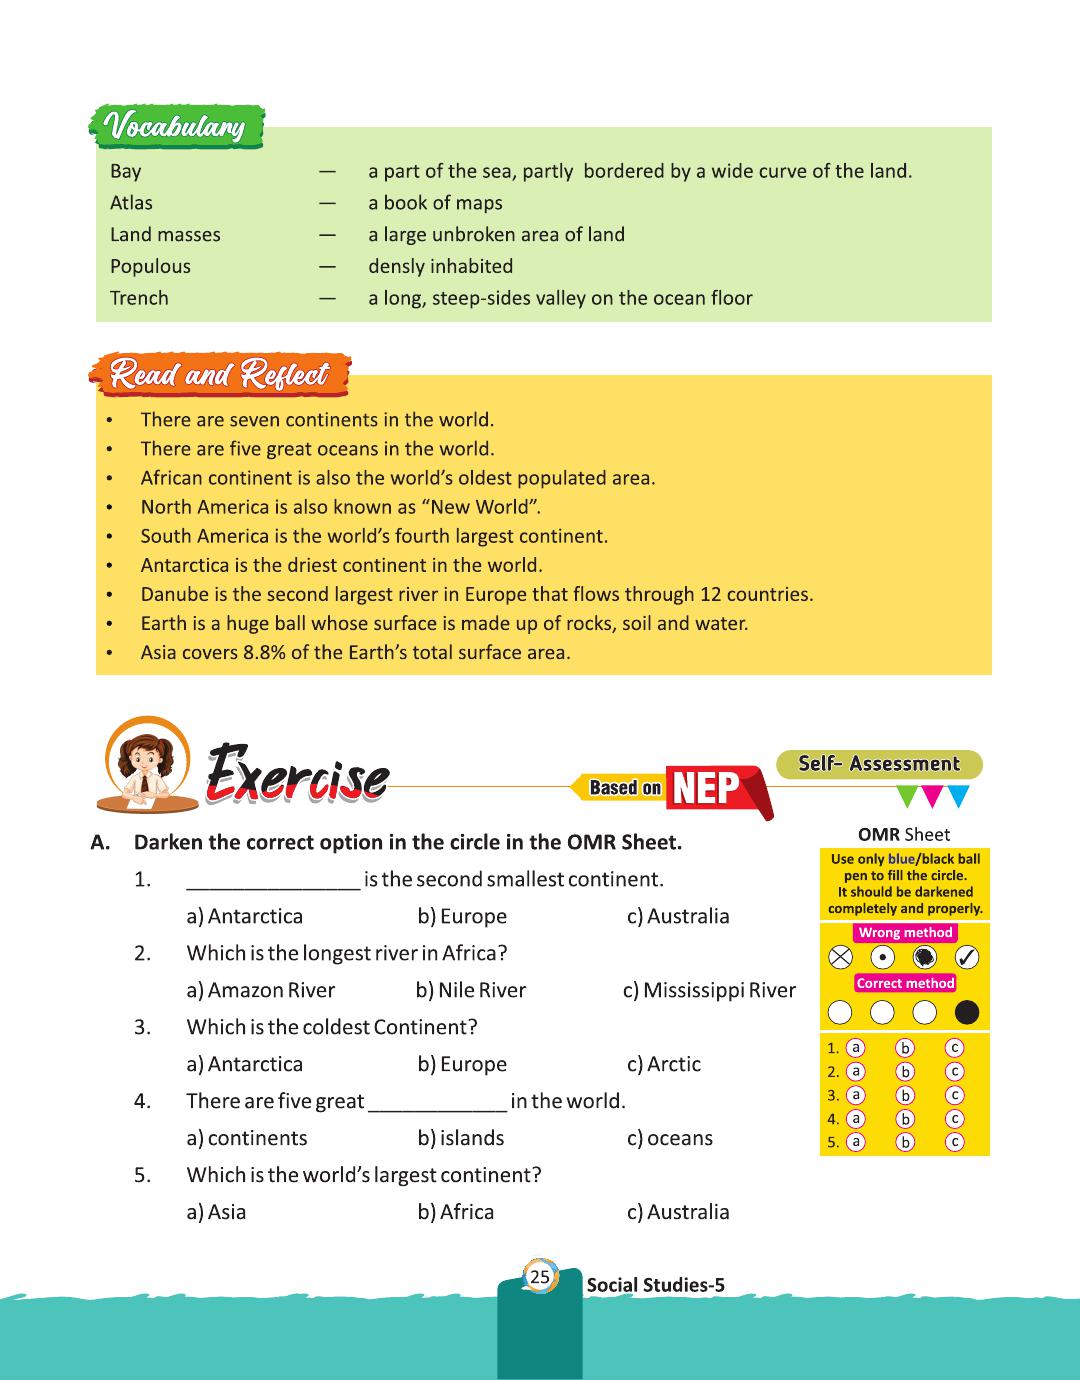 Vocabulary
Bay — a part of the sea, partly bordered by a wide curve of the land.
Atlas — a book of maps
Land masses — a large unbroken area of land
Populous — densly inhabited
Trench — a long, steep-sides valley on the ocean floor
Read and Reflect
• There are seven continents in the world.
• There are five great oceans in the world.
• African continent is also the world's oldest populated area.
• North America is also known as “New World”.
• South America is the world's fourth largest continent.
• Antarctica is the driest continent in the world.
• Danube is the second largest river in Europe that flows through 12 countries.
• Earth is a huge ball whose surface is made up of rocks, soil and water.
• Asia covers 8.8% of the Earth's total surface area.
Exercise
Based on NEP
Self- Assessment
A. Darken the correct option in the circle in the OMR Sheet.
1. ________________ is the second smallest continent.
a) Antarctica b) Europe c) Australia
2. Which is the longest river in Africa?
a) Amazon River b) Nile River c) Mississippi River
3. Which is the coldest Continent?
a) Antarctica b) Europe c) Arctic
4. There are five great _____________ in the world.
a) continents b) islands c) oceans
5. Which is the world's largest continent?
a) Asia b) Africa c) Australia
OMR Sheet
Use only blue/black ball
pen to fill the circle.
It should be darkened
completely and properly.
Wrong method
Correct method
1. a b c
2. a b c
3. a b c
4. a b c
5. a b c
25
Social Studies-5